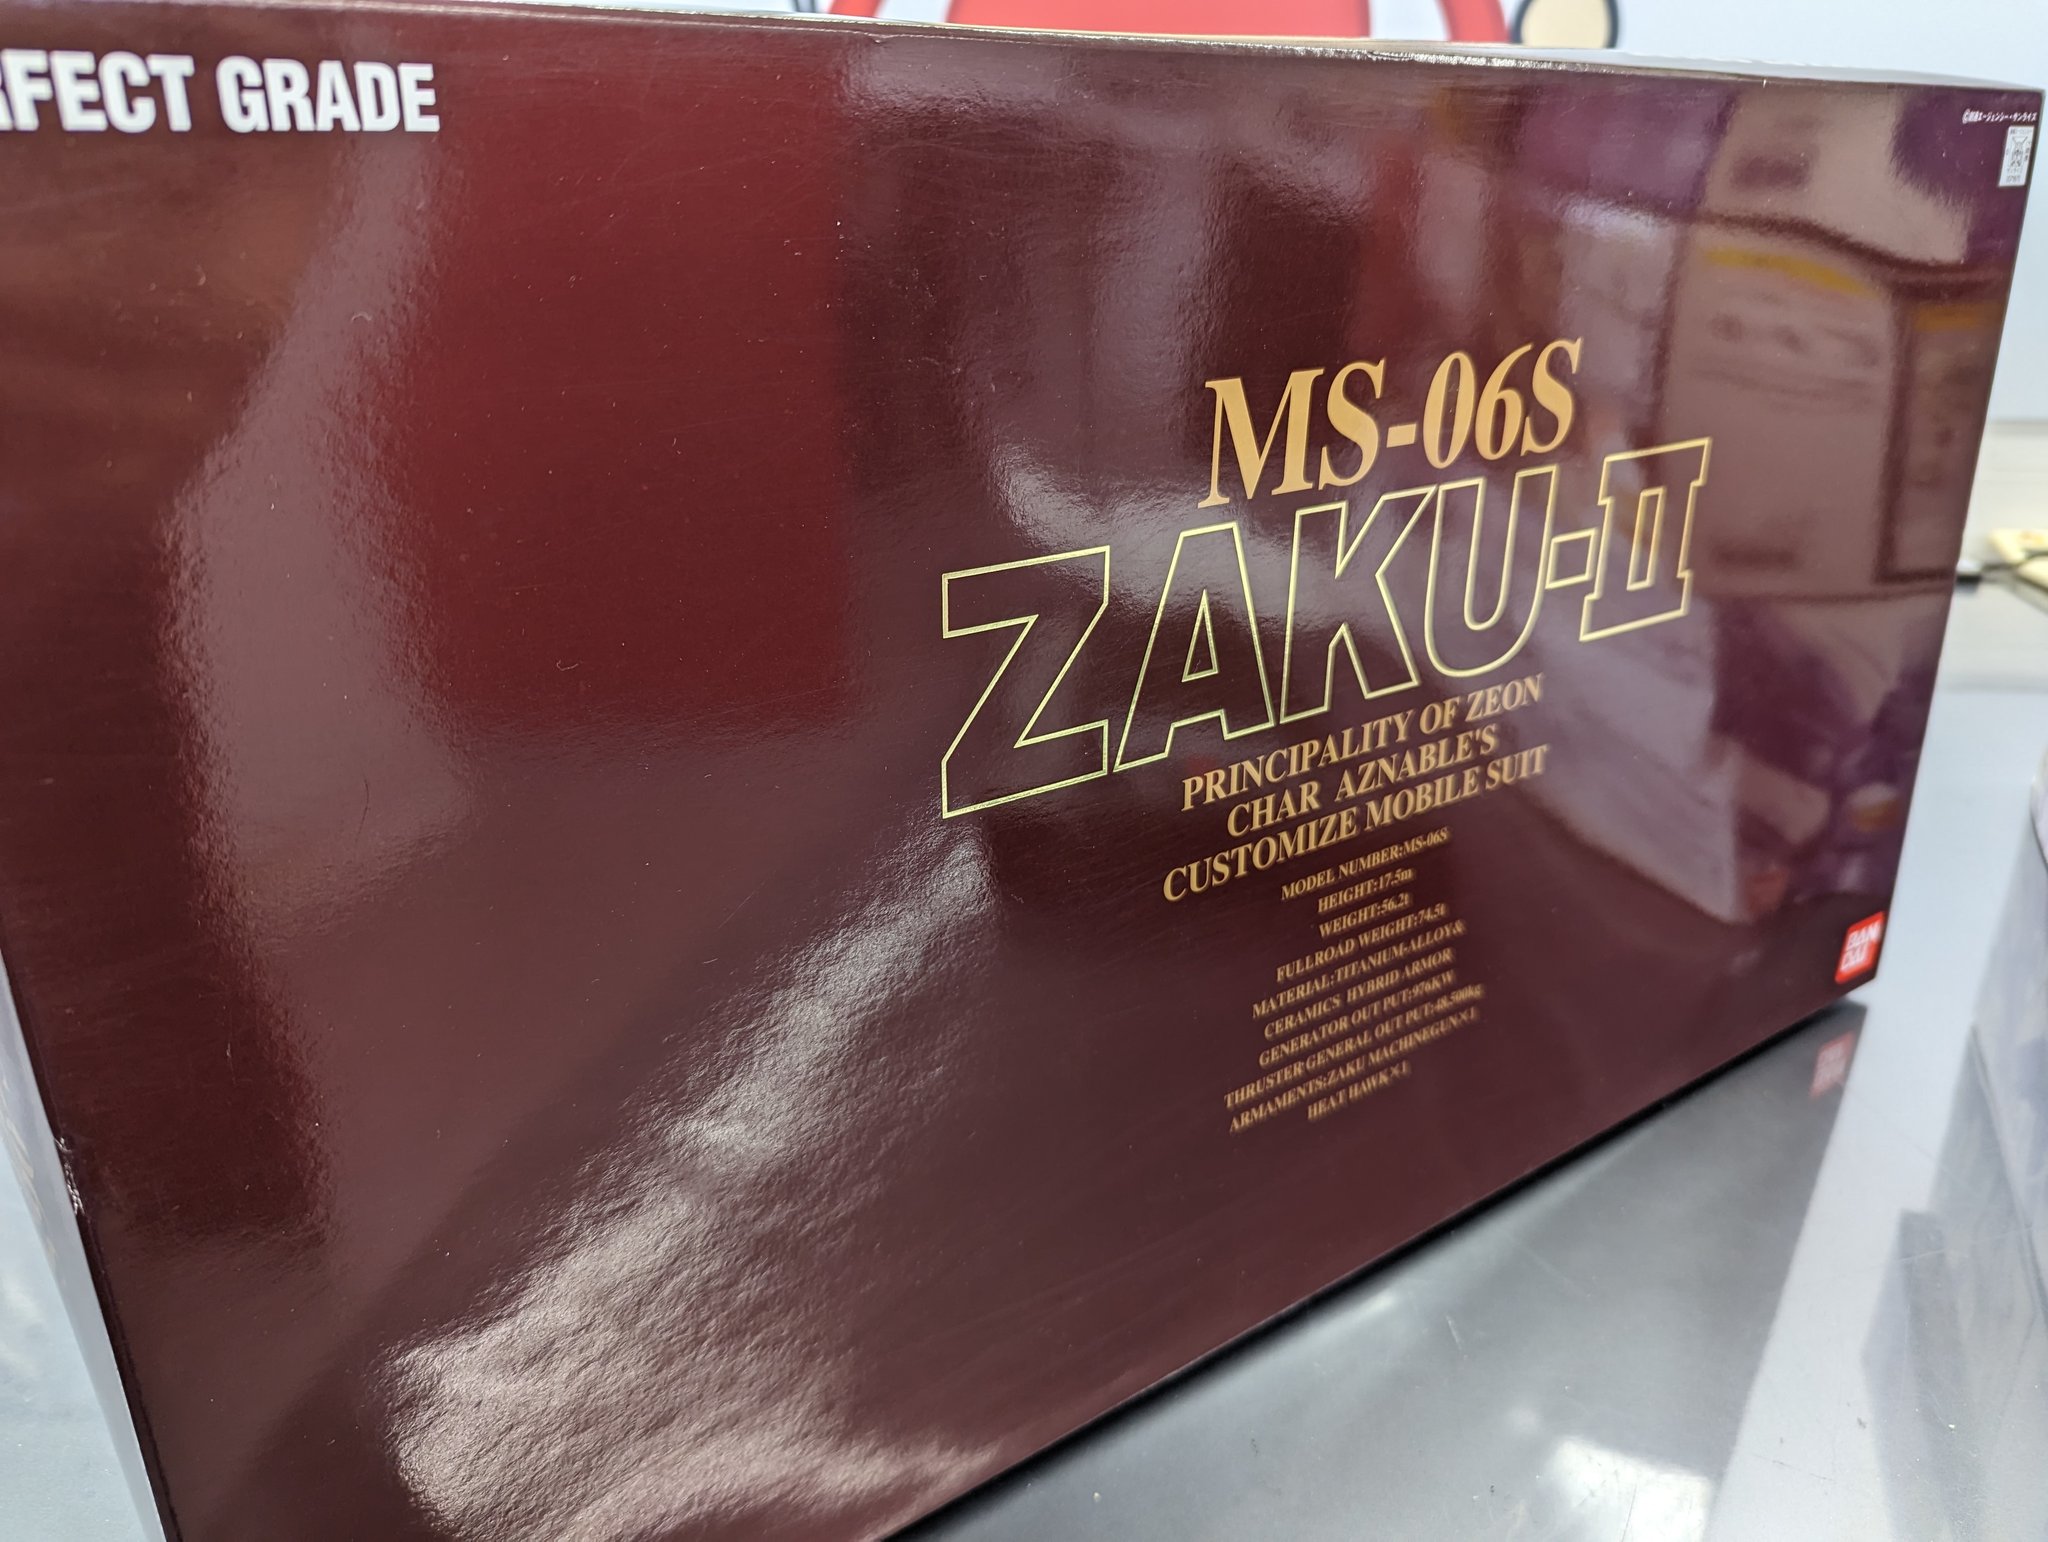 RFECT GRADE
MS-06S
ZAKU-II
PRINCIPALITY OF ZEON
CHAR AZNABLE'S
CUSTOMIZE MOBILE SUIT
MODEL NUMBER:MS-06S
HEIGHT:17.5m
WEIGHT:56.2t
FULLROAD WEIGHT:74.5t
MATERIAL:TITANIUM-ALLOY&
CERAMICS HYBRID ARMOR
GENERATOR OUT PUT:976KW
THRUSTER GENERAL OUT PUT:48.500kg
ARMAMENTS:ZAKU MACHINEGUN×1
HEAT HAWK×1
BAN
DAI